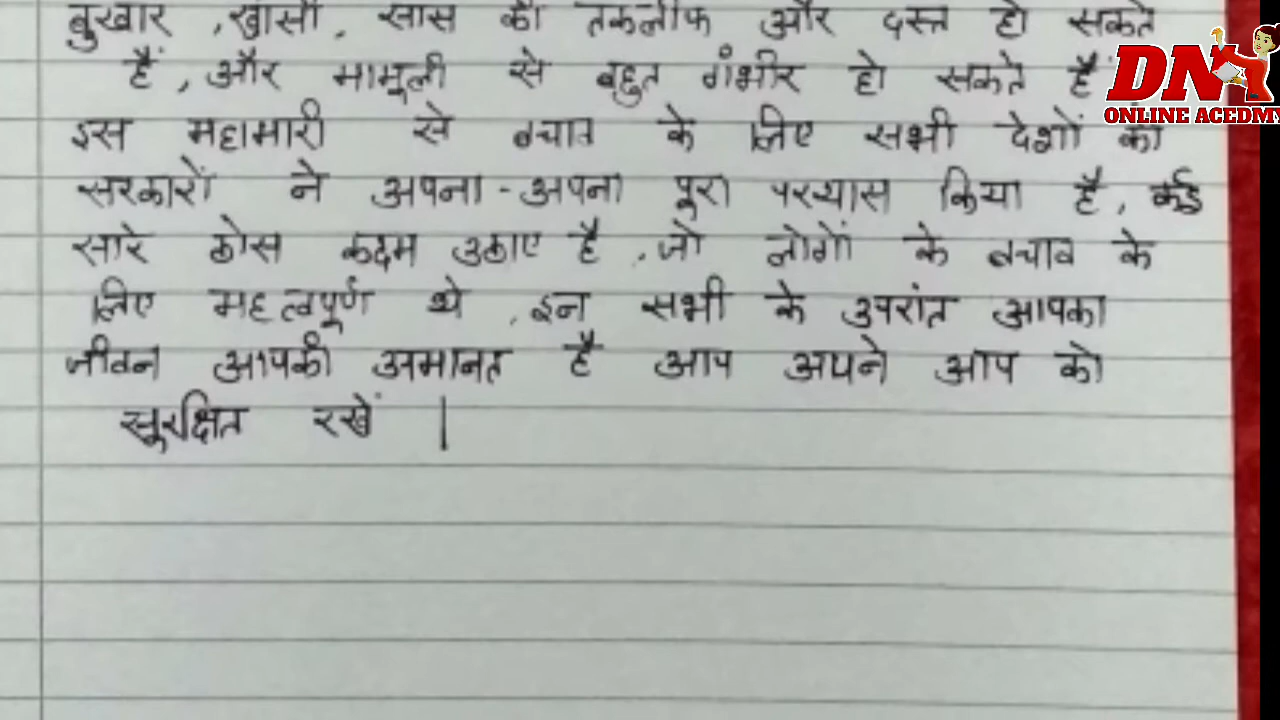 बुखार , खांसी , सांस की तकलीफ और दस्त हो सकते
हैं , और मामूली से बहुत गंभीर हो सकते हैं
इस महामारी से बचाव के लिए सभी देशों की
सरकारों ने अपना - अपना पुरा परयास किया है , कई
सारे ठोस कदम उठाए है , जो लोगों के बचाव के
लिए महत्वपूर्ण थे , इन सभी के उपरांत आपका
जीवन आपकी अमानत है आप अपने आप को
सुरक्षित रखें |
DN
ONLINE ACEDMY